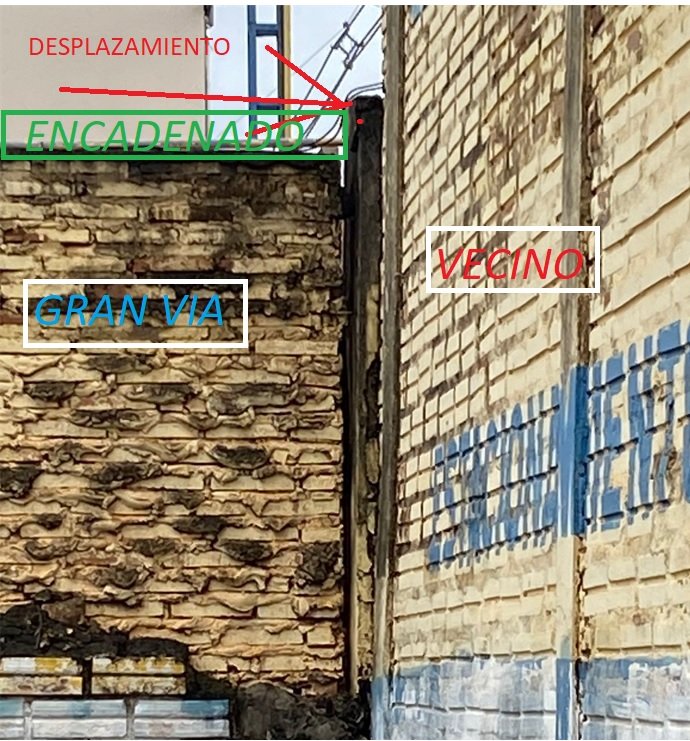 DESPLAZAMIENTO
ENCADENADO
VECINO
GRAN VIA